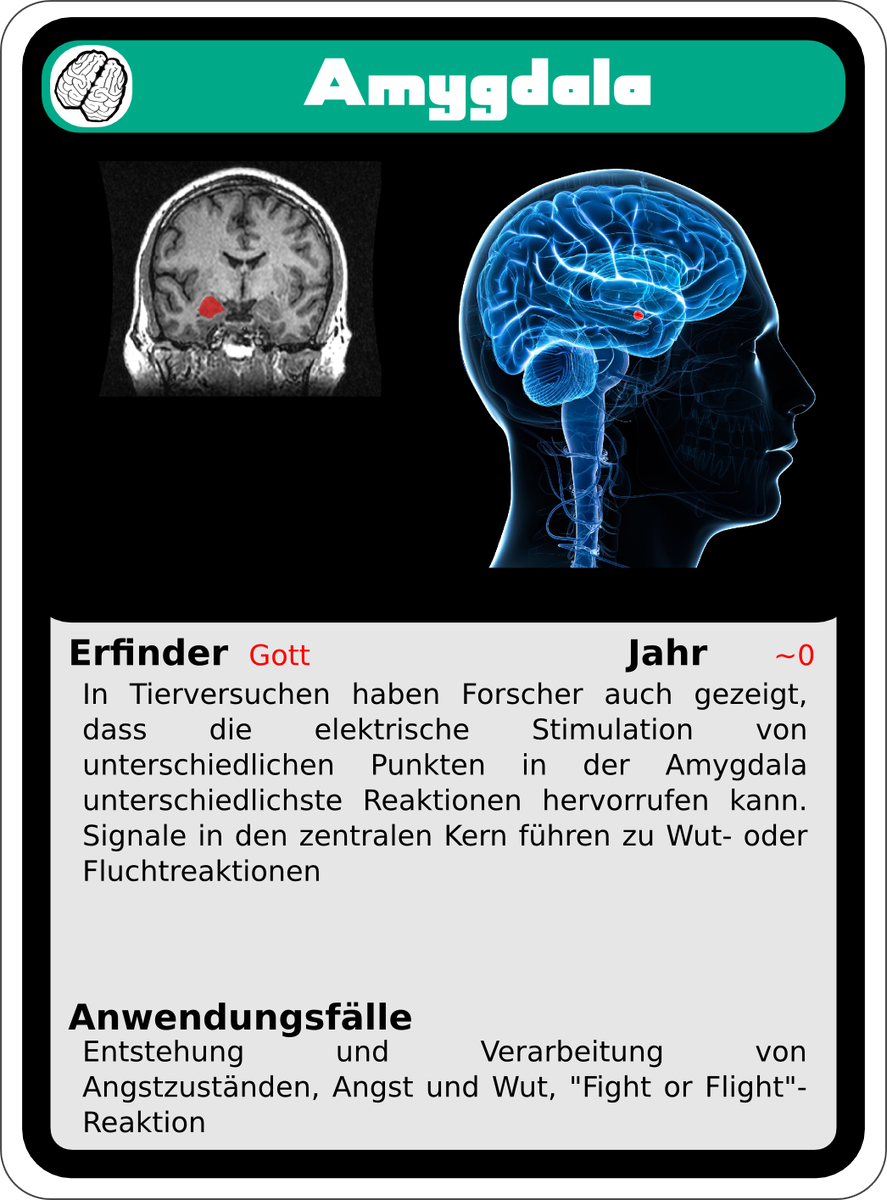 Amygdala
Erfinder Gott Jahr ~0
In Tierversuchen haben Forscher auch gezeigt,
dass die elektrische Stimulation von
unterschiedlichen Punkten in der Amygdala
unterschiedlichste Reaktionen hervorrufen kann.
Signale in den zentralen Kern führen zu Wut- oder
Fluchtreaktionen
Anwendungsfälle
Entstehung und Verarbeitung von
Angstzuständen, Angst und Wut, "Fight or Flight"-
Reaktion